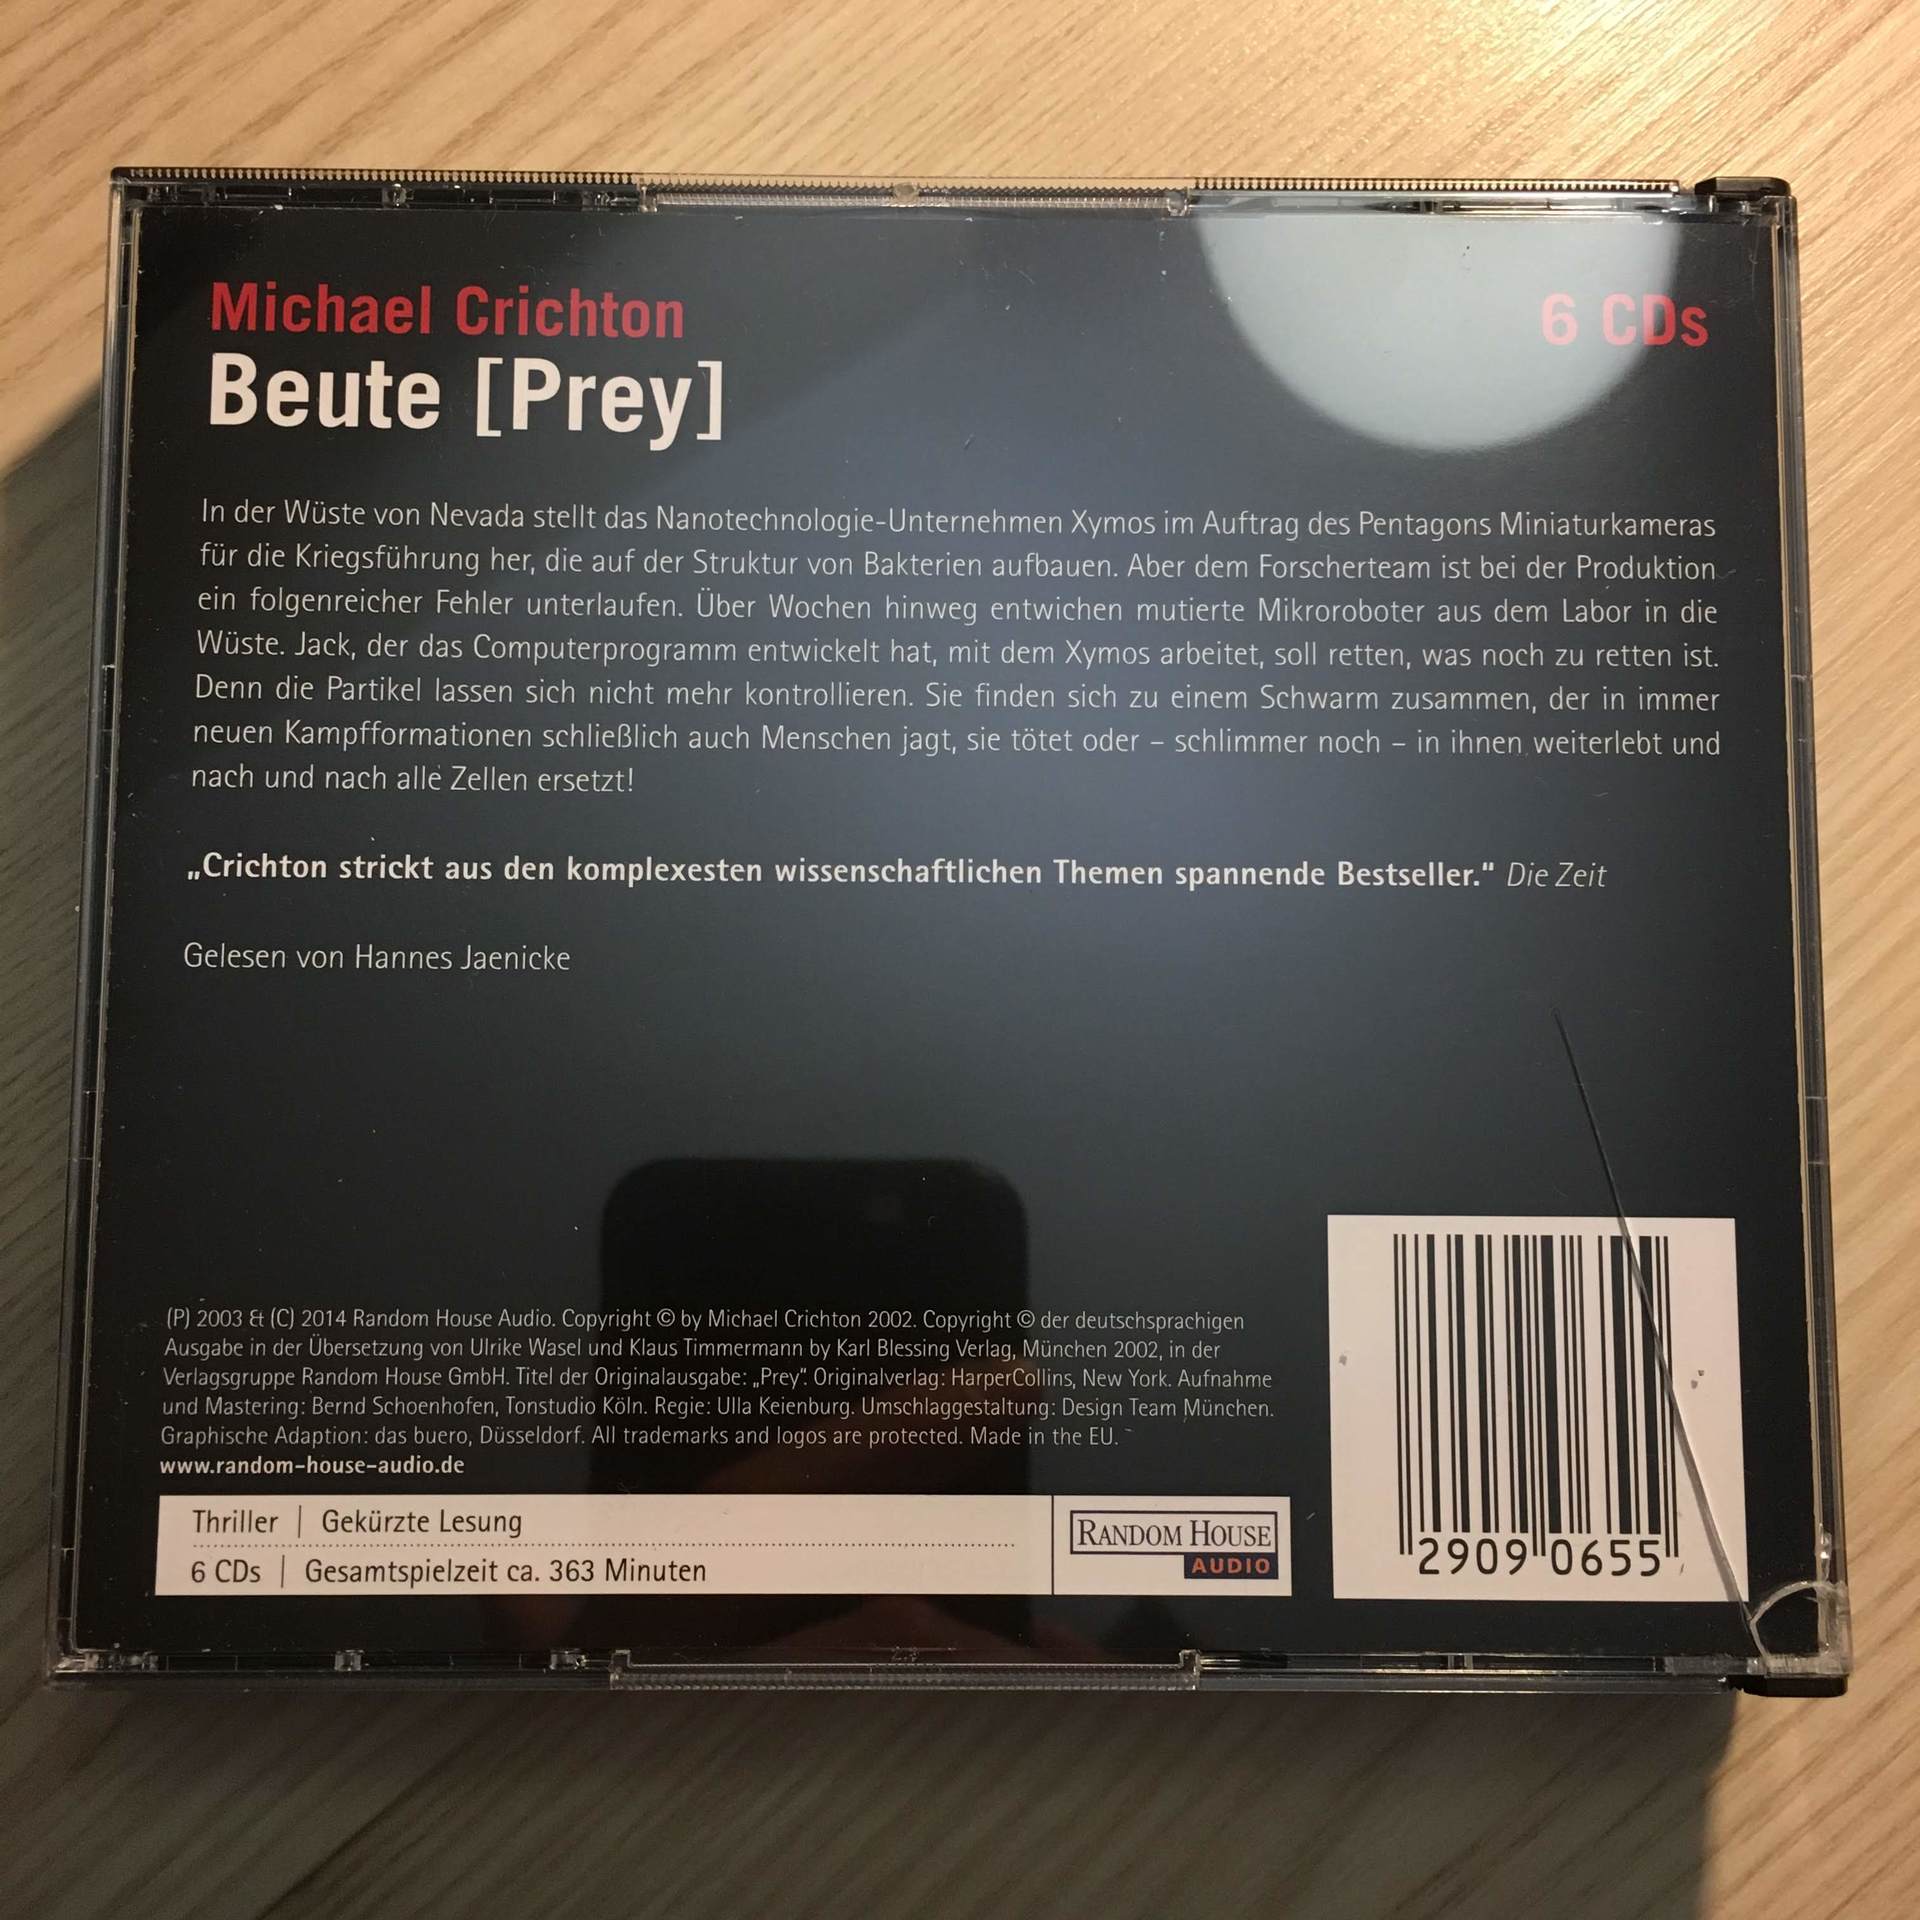 Michael Crichton
6 CDs
Beute [Prey]
In der Wüste von Nevada stellt das Nanotechnologie-Unternehmen Xymos im Auftrag des Pentagons Miniaturkameras
für die Kriegsführung her, die auf der Struktur von Bakterien aufbauen. Aber dem Forscherteam ist bei der Produktion
ein folgenreicher Fehler unterlaufen. Über Wochen hinweg entwichen mutierte Mikroroboter aus dem Labor in die
Wüste. Jack, der das Computerprogramm entwickelt hat, mit dem Xymos arbeitet, soll retten, was noch zu retten ist.
Denn die Partikel lassen sich nicht mehr kontrollieren. Sie finden sich zu einem Schwarm zusammen, der in immer
neuen Kampfformationen schließlich auch Menschen jagt, sie tötet oder – schlimmer noch – in ihnen weiterlebt und
nach und nach alle Zellen ersetzt!
„Crichton strickt aus den komplexesten wissenschaftlichen Themen spannende Bestseller." Die Zeit
Gelesen von Hannes Jaenicke
(P) 2003 & (C) 2014 Random House Audio. Copyright © by Michael Crichton 2002. Copyright © der deutschsprachigen
Ausgabe in der Übersetzung von Ulrike Wasel und Klaus Timmermann by Karl Blessing Verlag, München 2002, in der
Verlagsgruppe Random House GmbH. Titel der Originalausgabe: „Prey". Originalverlag: HarperCollins, New York. Aufnahme
und Mastering: Bernd Schoenhofen, Tonstudio Köln. Regie: Ulla Keienburg. Umschlaggestaltung: Design Team München.
Graphische Adaption: das buero, Düsseldorf. All trademarks and logos are protected. Made in the EU.
www.random-house-audio.de
Thriller | Gekürzte Lesung
6 CDs | Gesamtspielzeit ca. 363 Minuten
RANDOM HOUSE
AUDIO
29090655